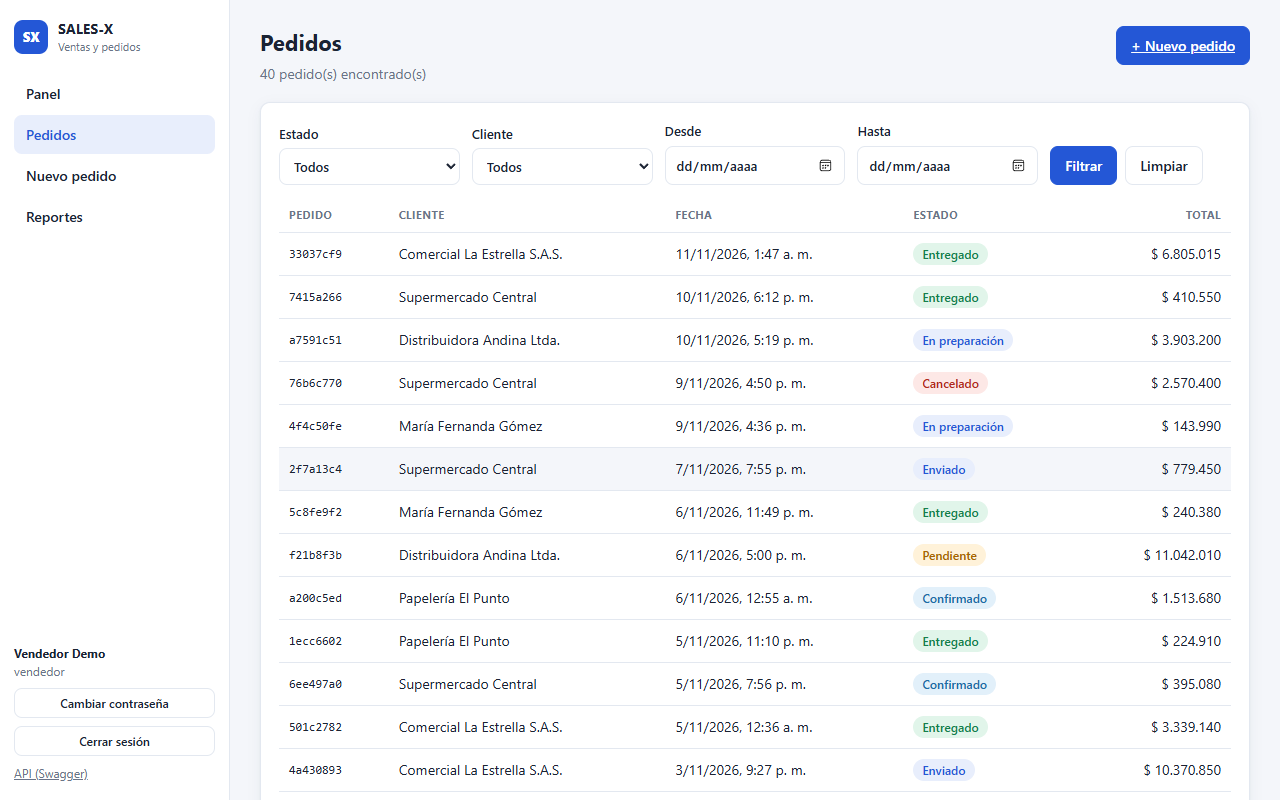 SX
SALES-X
Ventas y pedidos
Panel
Pedidos
Nuevo pedido
Reportes
Vendedor Demo
vendedor
Cambiar contraseña
Cerrar sesión
API (Swagger)
Pedidos
40 pedido(s) encontrado(s)
+ Nuevo pedido
Estado Cliente Desde Hasta
Todos Todos dd/mm/aaaa dd/mm/aaaa Filtrar Limpiar
PEDIDO CLIENTE FECHA ESTADO TOTAL
33037cf9 Comercial La Estrella S.A.S. 11/11/2026, 1:47 a. m. Entregado $ 6.805.015
7415a266 Supermercado Central 10/11/2026, 6:12 p. m. Entregado $ 410.550
a7591c51 Distribuidora Andina Ltda. 10/11/2026, 5:19 p. m. En preparación $ 3.903.200
76b6c770 Supermercado Central 9/11/2026, 4:50 p. m. Cancelado $ 2.570.400
4f4c50fe María Fernanda Gómez 9/11/2026, 4:36 p. m. En preparación $ 143.990
2f7a13c4 Supermercado Central 7/11/2026, 7:55 p. m. Enviado $ 779.450
5c8fe9f2 María Fernanda Gómez 6/11/2026, 11:49 p. m. Entregado $ 240.380
f21b8f3b Distribuidora Andina Ltda. 6/11/2026, 5:00 p. m. Pendiente $ 11.042.010
a200c5ed Papelería El Punto 6/11/2026, 12:55 a. m. Confirmado $ 1.513.680
1ecc6602 Papelería El Punto 5/11/2026, 11:10 p. m. Entregado $ 224.910
6ee497a0 Supermercado Central 5/11/2026, 7:56 p. m. Confirmado $ 395.080
501c2782 Comercial La Estrella S.A.S. 5/11/2026, 12:36 a. m. Entregado $ 3.339.140
4a430893 Comercial La Estrella S.A.S. 3/11/2026, 9:27 p. m. Enviado $ 10.370.850